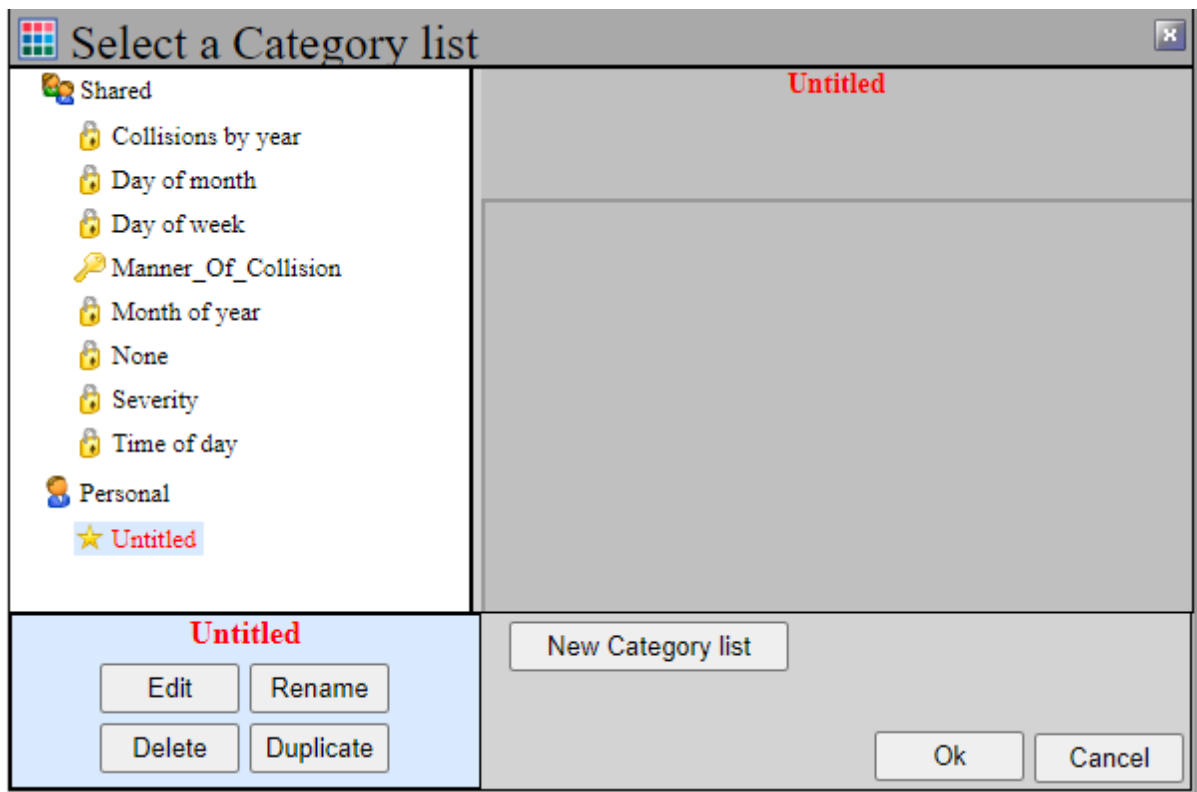 Select a Category list
Shared
Collisions by year
Day of month
Day of week
Manner_Of_Collision
Month of year
None
Severity
Time of day
Personal
Untitled
Untitled
Untitled
Edit
Rename
Delete
Duplicate
New Category list
Ok
Cancel